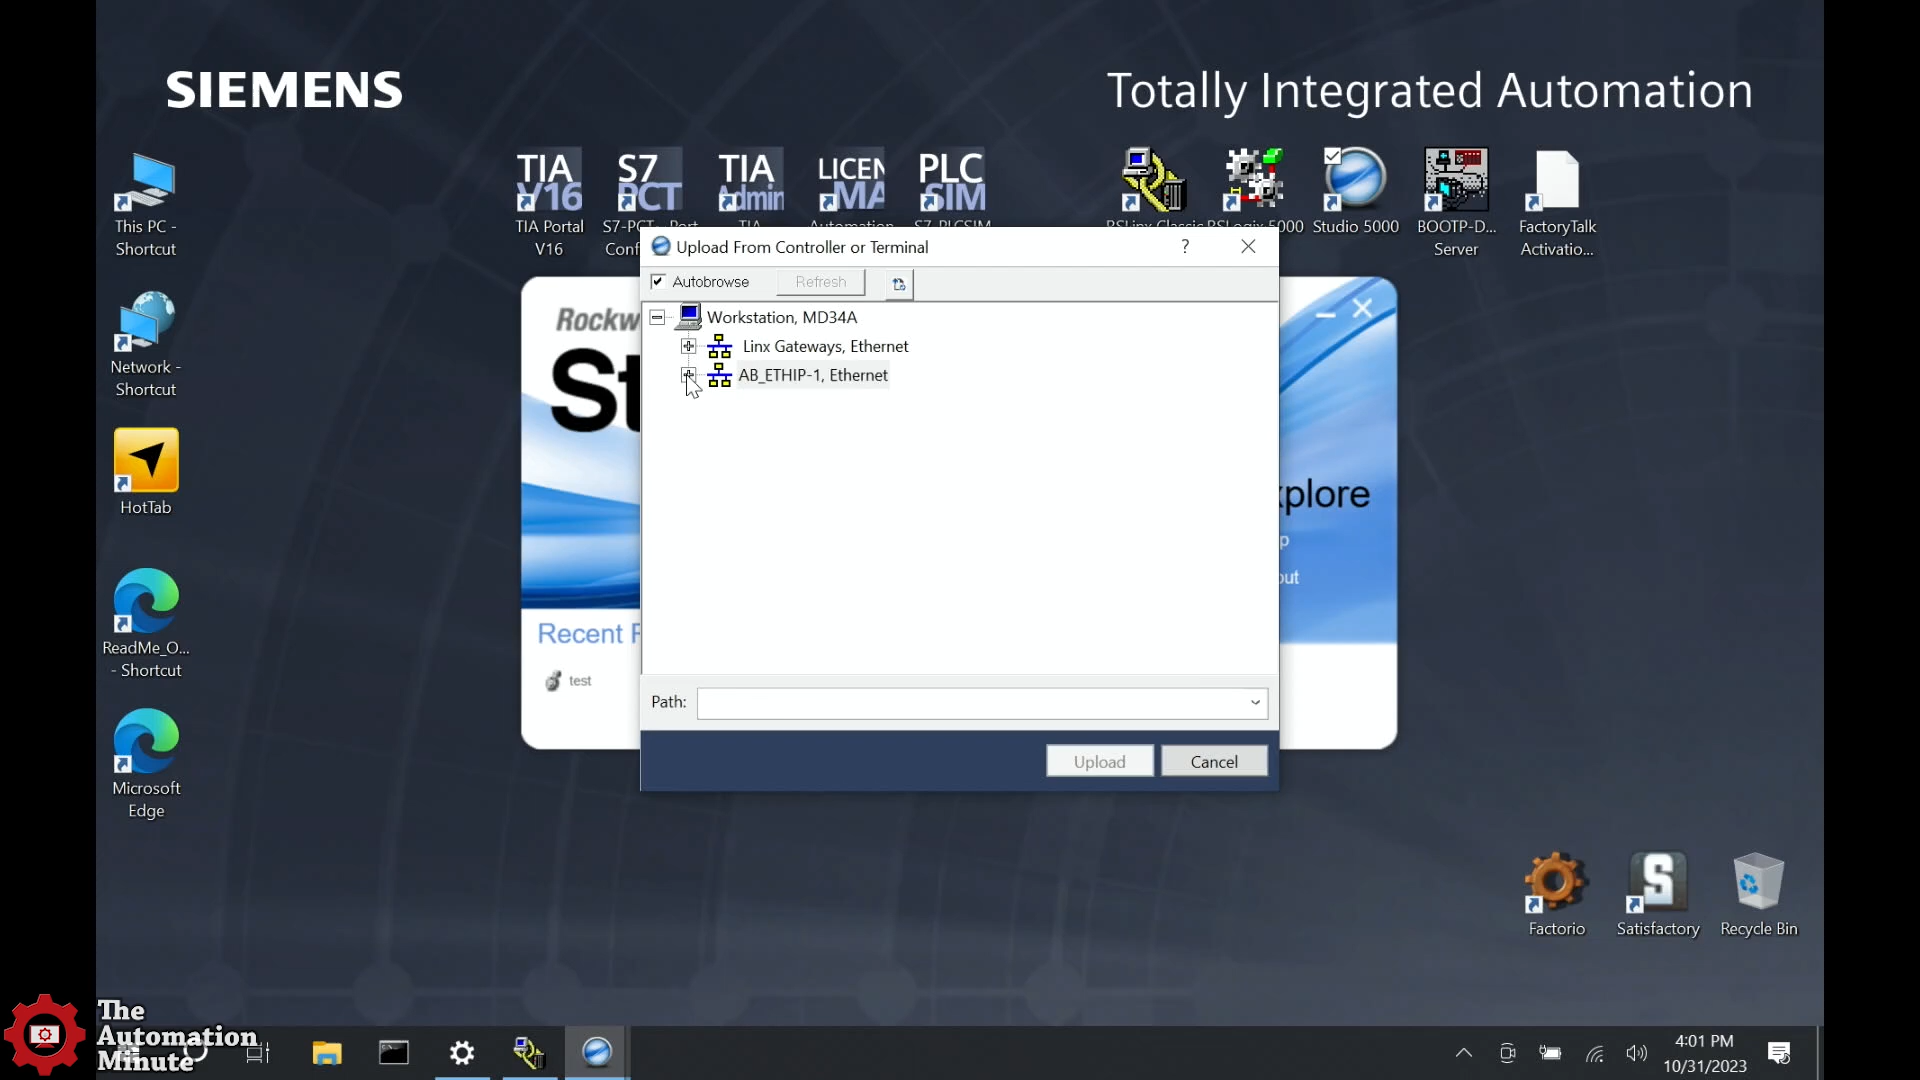 SIEMENS
Totally Integrated Automation
TIA
V16
S7
PCT
TIA
Admin
LICEN
MA
PLC
SIM
This PC -
Shortcut
TIA Portal
V16
Studio 5000
BOOTP-D...
Server
FactoryTalk
Activatio...
Upload From Controller or Terminal
?
Autobrowse
Refresh
Workstation, MD34A
Linx Gateways, Ethernet
AB_ETHIP-1, Ethernet
Network -
Shortcut
HotTab
ReadMe_O...
- Shortcut
Microsoft
Edge
Rockw
St
Recent
test
xplore
Path:
Upload
Cancel
Factorio
Satisfactory
Recycle Bin
The
Automation
Minute
4:01 PM
10/31/2023